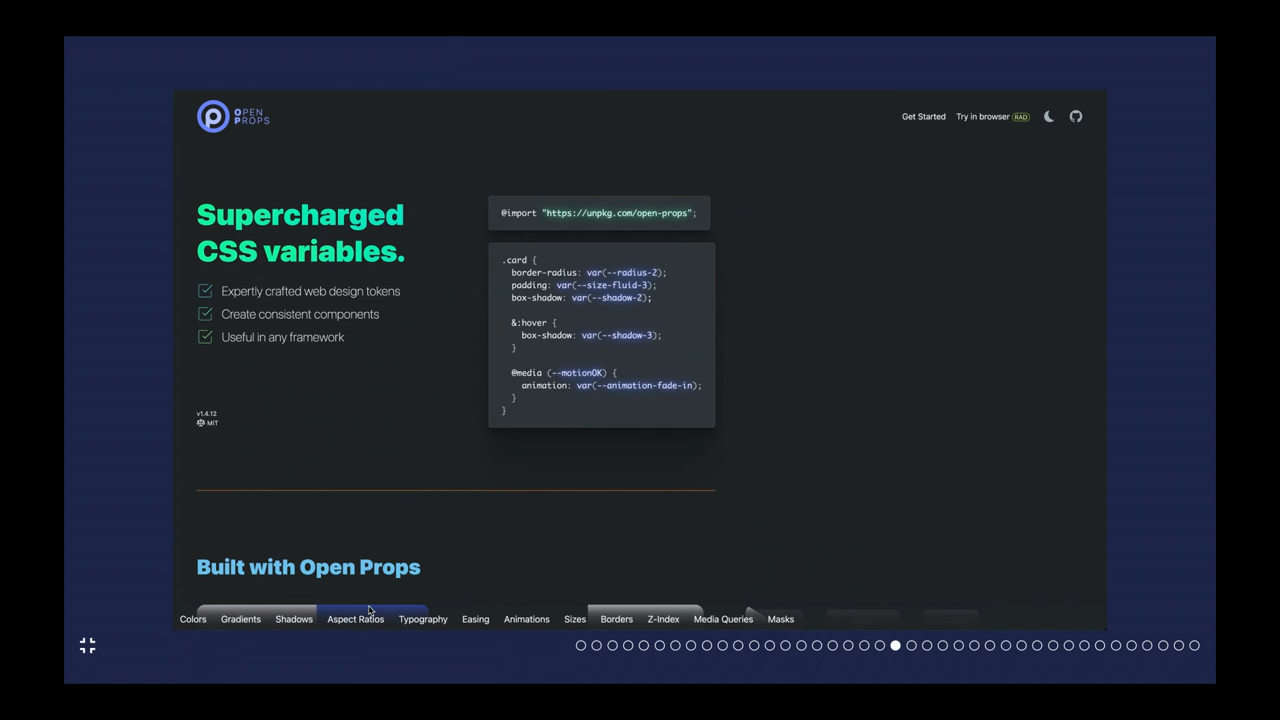 OPEN
PROPS
Get Started
Try in browser RAD
Supercharged
CSS variables.
Expertly crafted web design tokens
Create consistent components
Useful in any framework
v1.4.12
MIT
@import "https://unpkg.com/open-props";
.card {
border-radius: var(--radius-2);
padding: var(--size-fluid-3);
box-shadow: var(--shadow-2);
&:hover {
box-shadow: var(--shadow-3);
}
@media (--motionOK) {
animation: var(--animation-fade-in);
}
}
Built with Open Props
Colors Gradients Shadows Aspect Ratios Typography Easing Animations Sizes Borders Z-Index Media Queries Masks